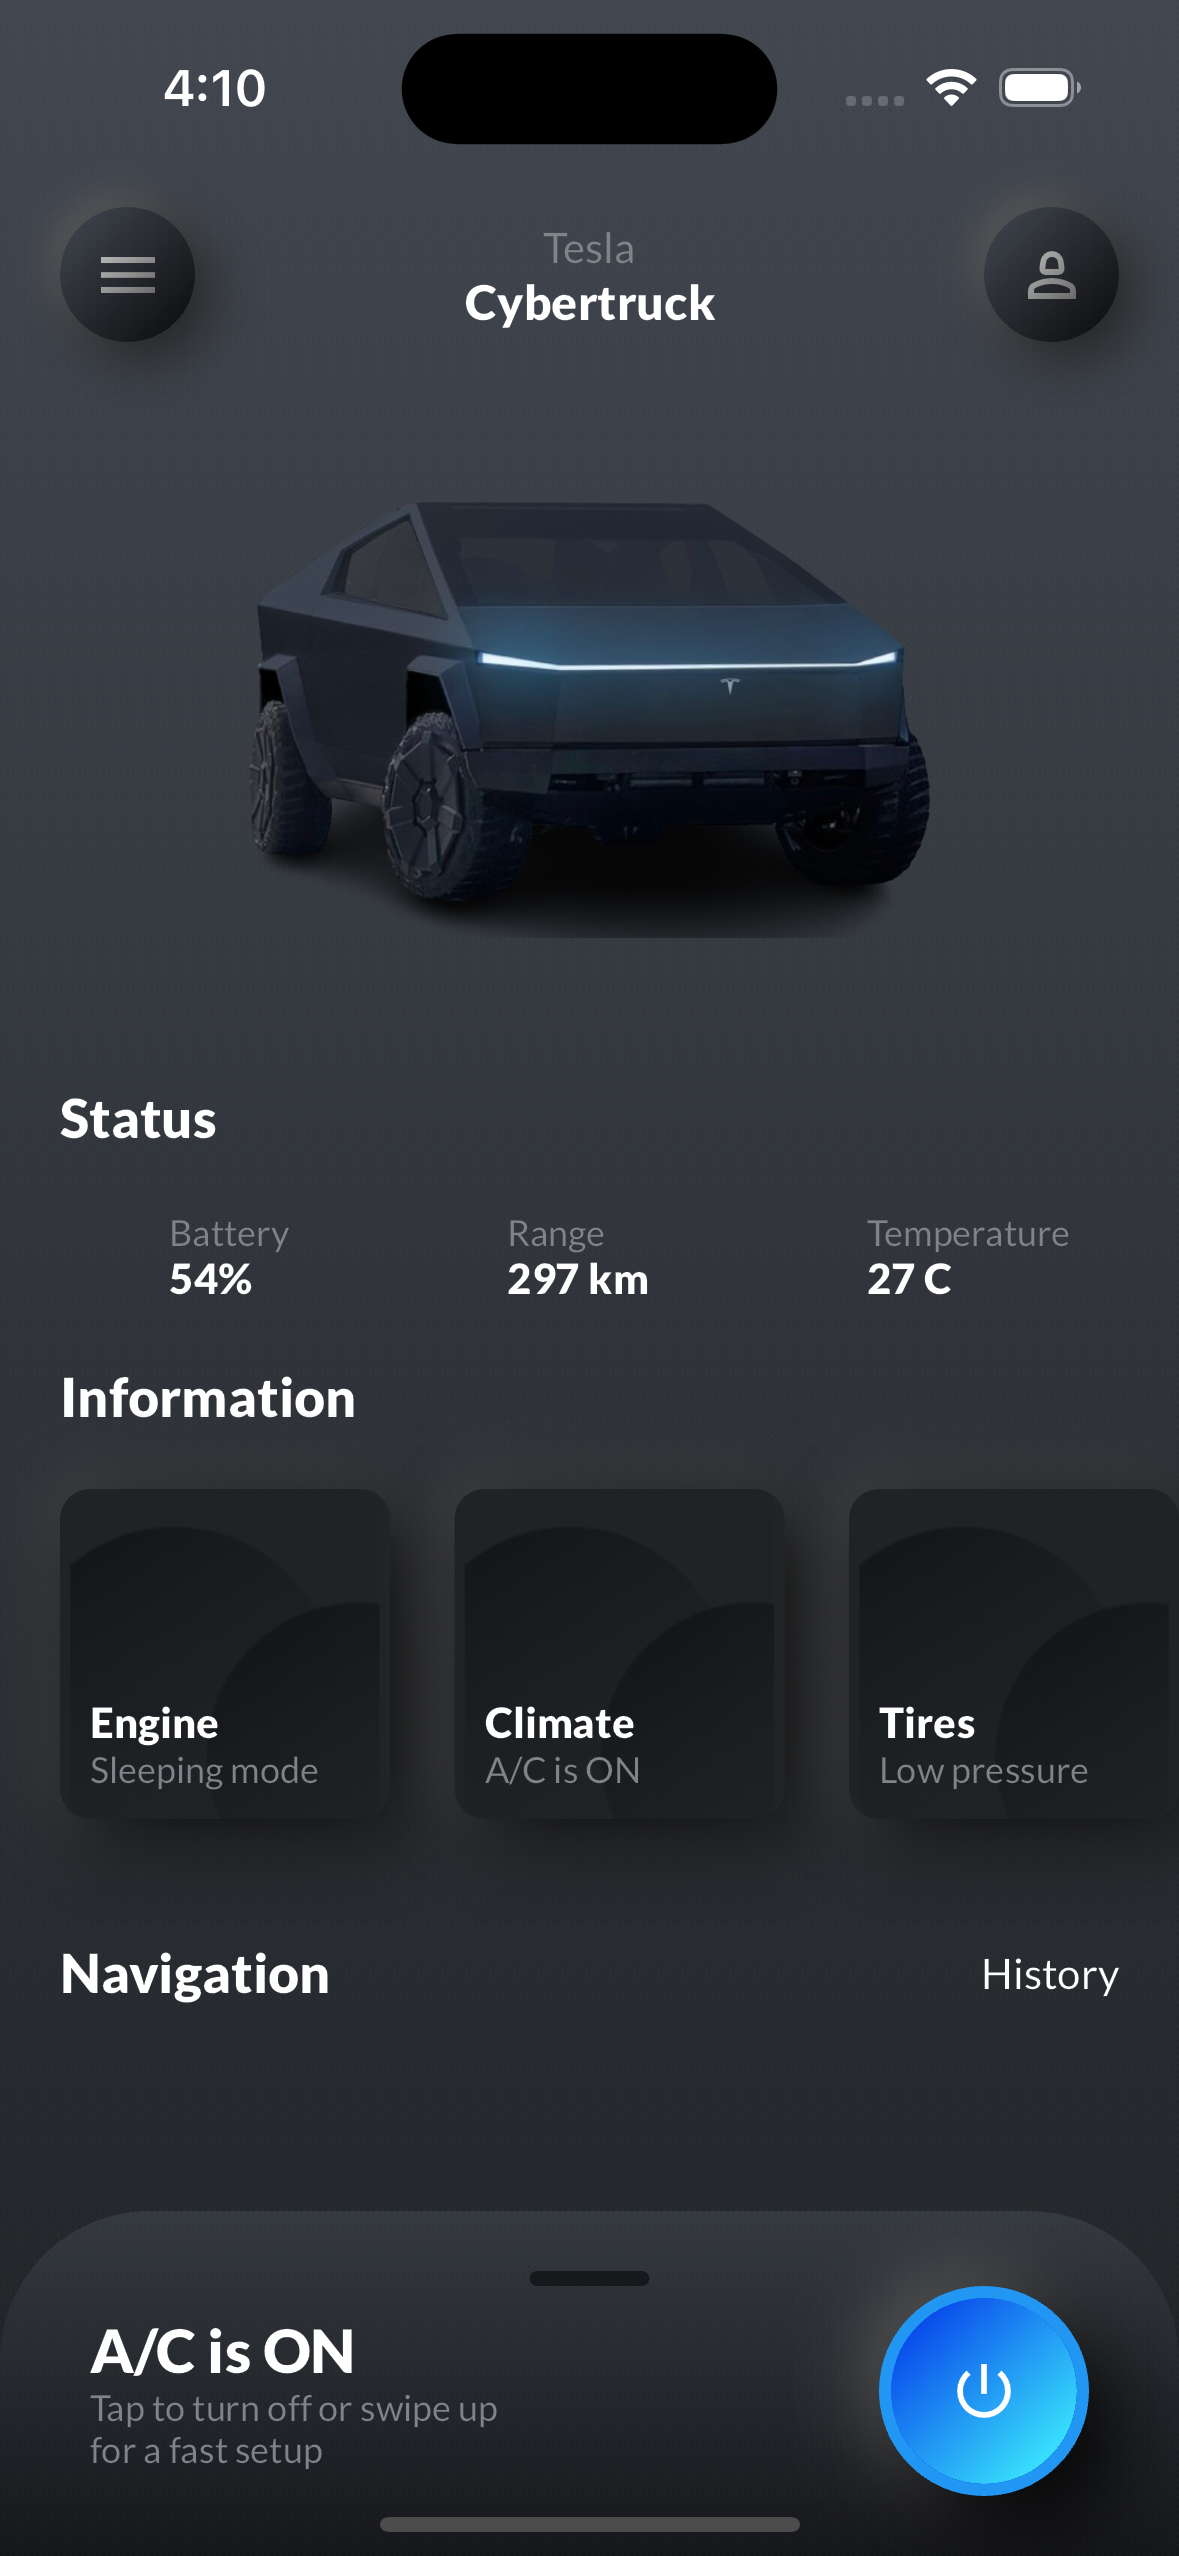 4:10
Tesla
Cybertruck
Status
Battery
54%
Range
297 km
Temperature
27 C
Information
Engine
Sleeping mode
Climate
A/C is ON
Tires
Low pressure
Navigation
History
A/C is ON
Tap to turn off or swipe up
for a fast setup